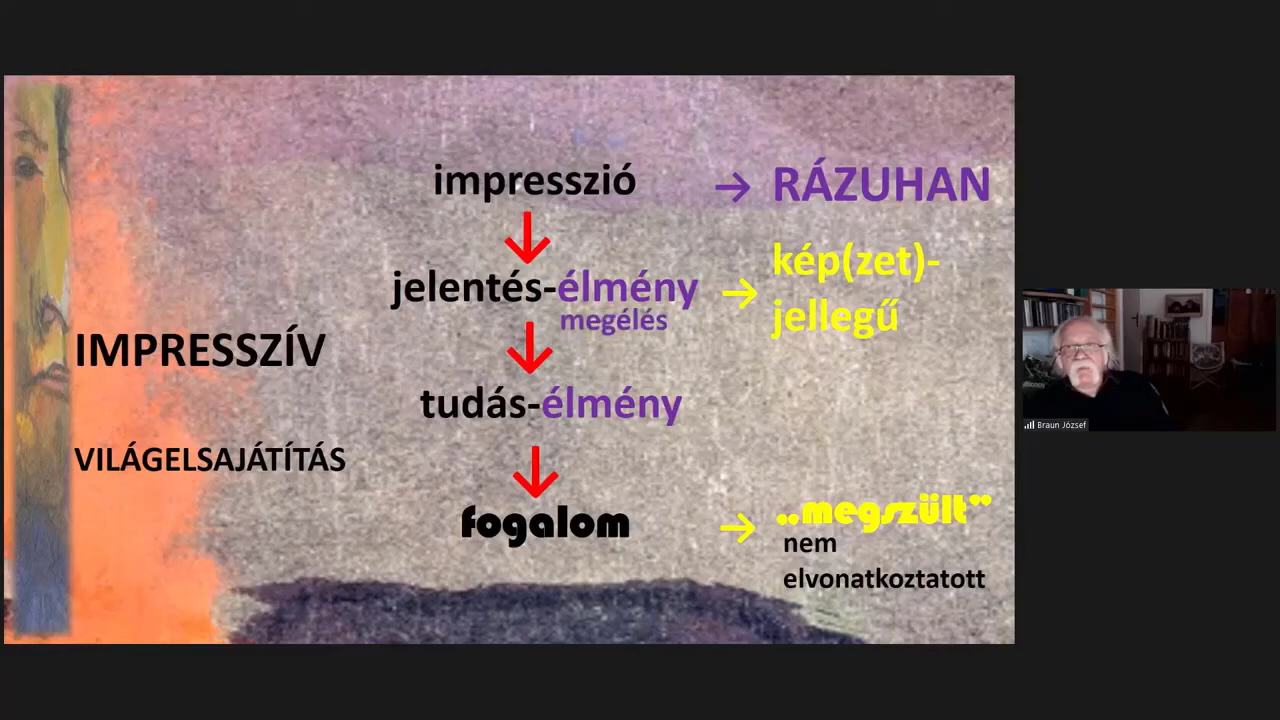 impresszió → RÁZUHAN
jelentés-élmény → kép(zet)-
jellegű
megélés
IMPRESSZÍV
tudás-élmény
VILÁGELSAJÁTÍTÁS
fogalom → „megszült”
nem
elvonatkoztatott
Braun József